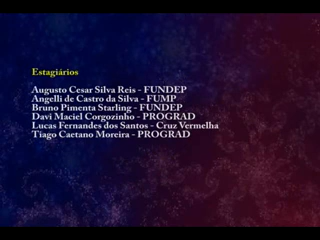 Estagiários
Augusto Cesar Silva Reis - FUNDEP
Angelli de Castro da Silva - FUMP
Bruno Pimenta Starling - FUNDEP
Davi Maciel Corgozinho - PROGRAD
Lucas Fernandes dos Santos - Cruz Vermelha
Tiago Caetano Moreira - PROGRAD